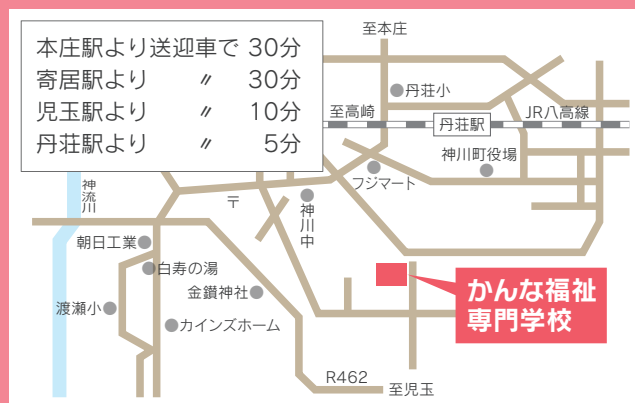 本庄駅より送迎車で 30分
寄居駅より 〃 30分
児玉駅より 〃 10分
丹荘駅より 〃 5分
至本庄
丹荘小
至高崎
丹荘駅
JR八高線
神川町役場
フジマート
神流川
〒
神川中
朝日工業
白寿の湯
金鑚神社
渡瀬小
カインズホーム
かんな福祉
専門学校
R462
至児玉